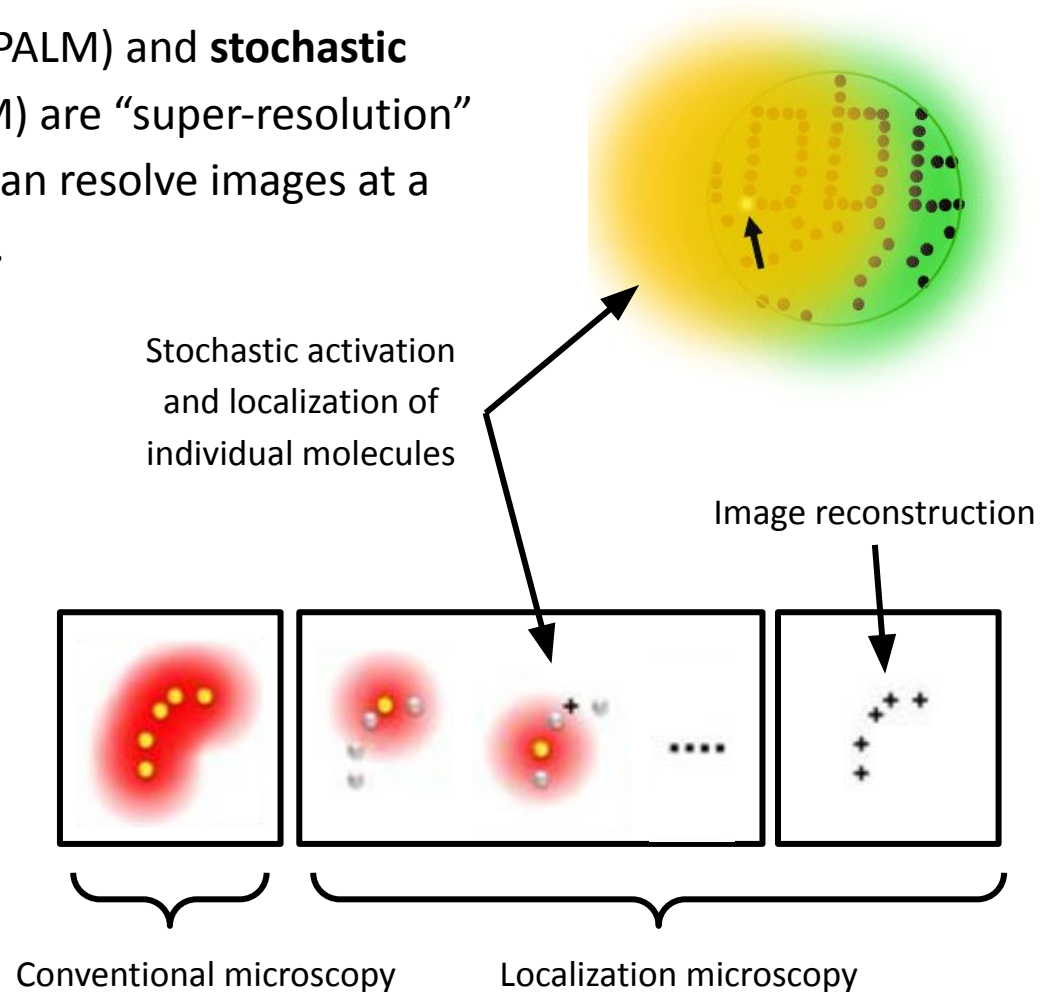 PALM) and stochastic
M) are “super-resolution”
an resolve images at a
.
Stochastic activation
and localization of
individual molecules
Image reconstruction
Conventional microscopy
Localization microscopy